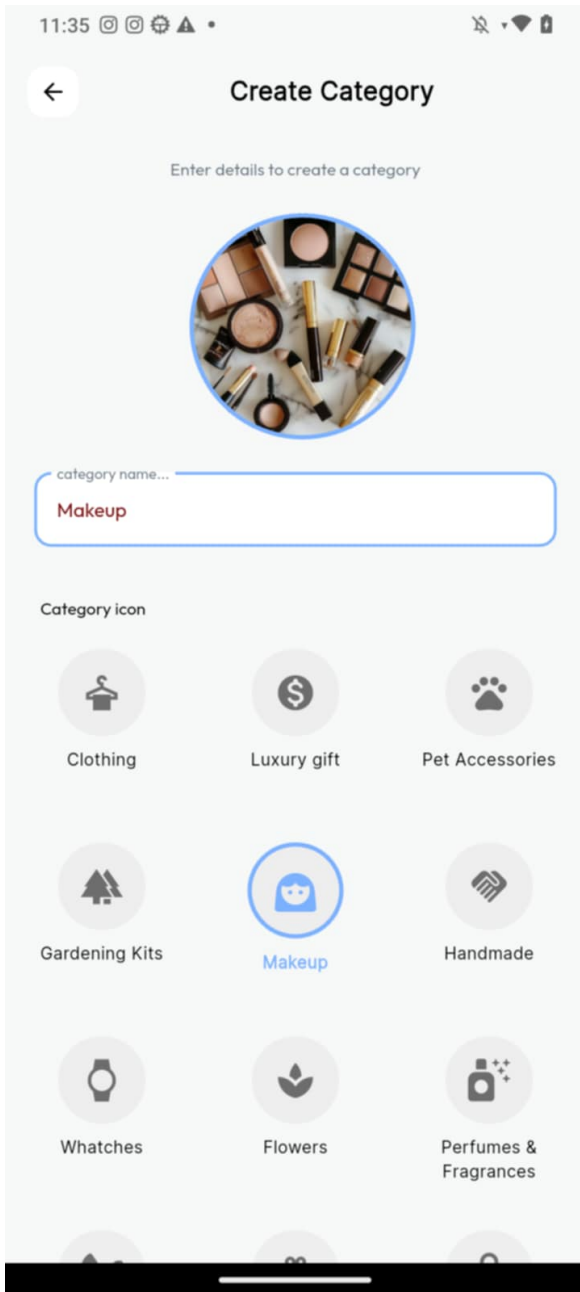 11:35
Create Category
Enter details to create a category
category name...
Makeup
Category icon
Clothing
Luxury gift
Pet Accessories
Gardening Kits
Makeup
Handmade
Whatches
Flowers
Perfumes &
Fragrances